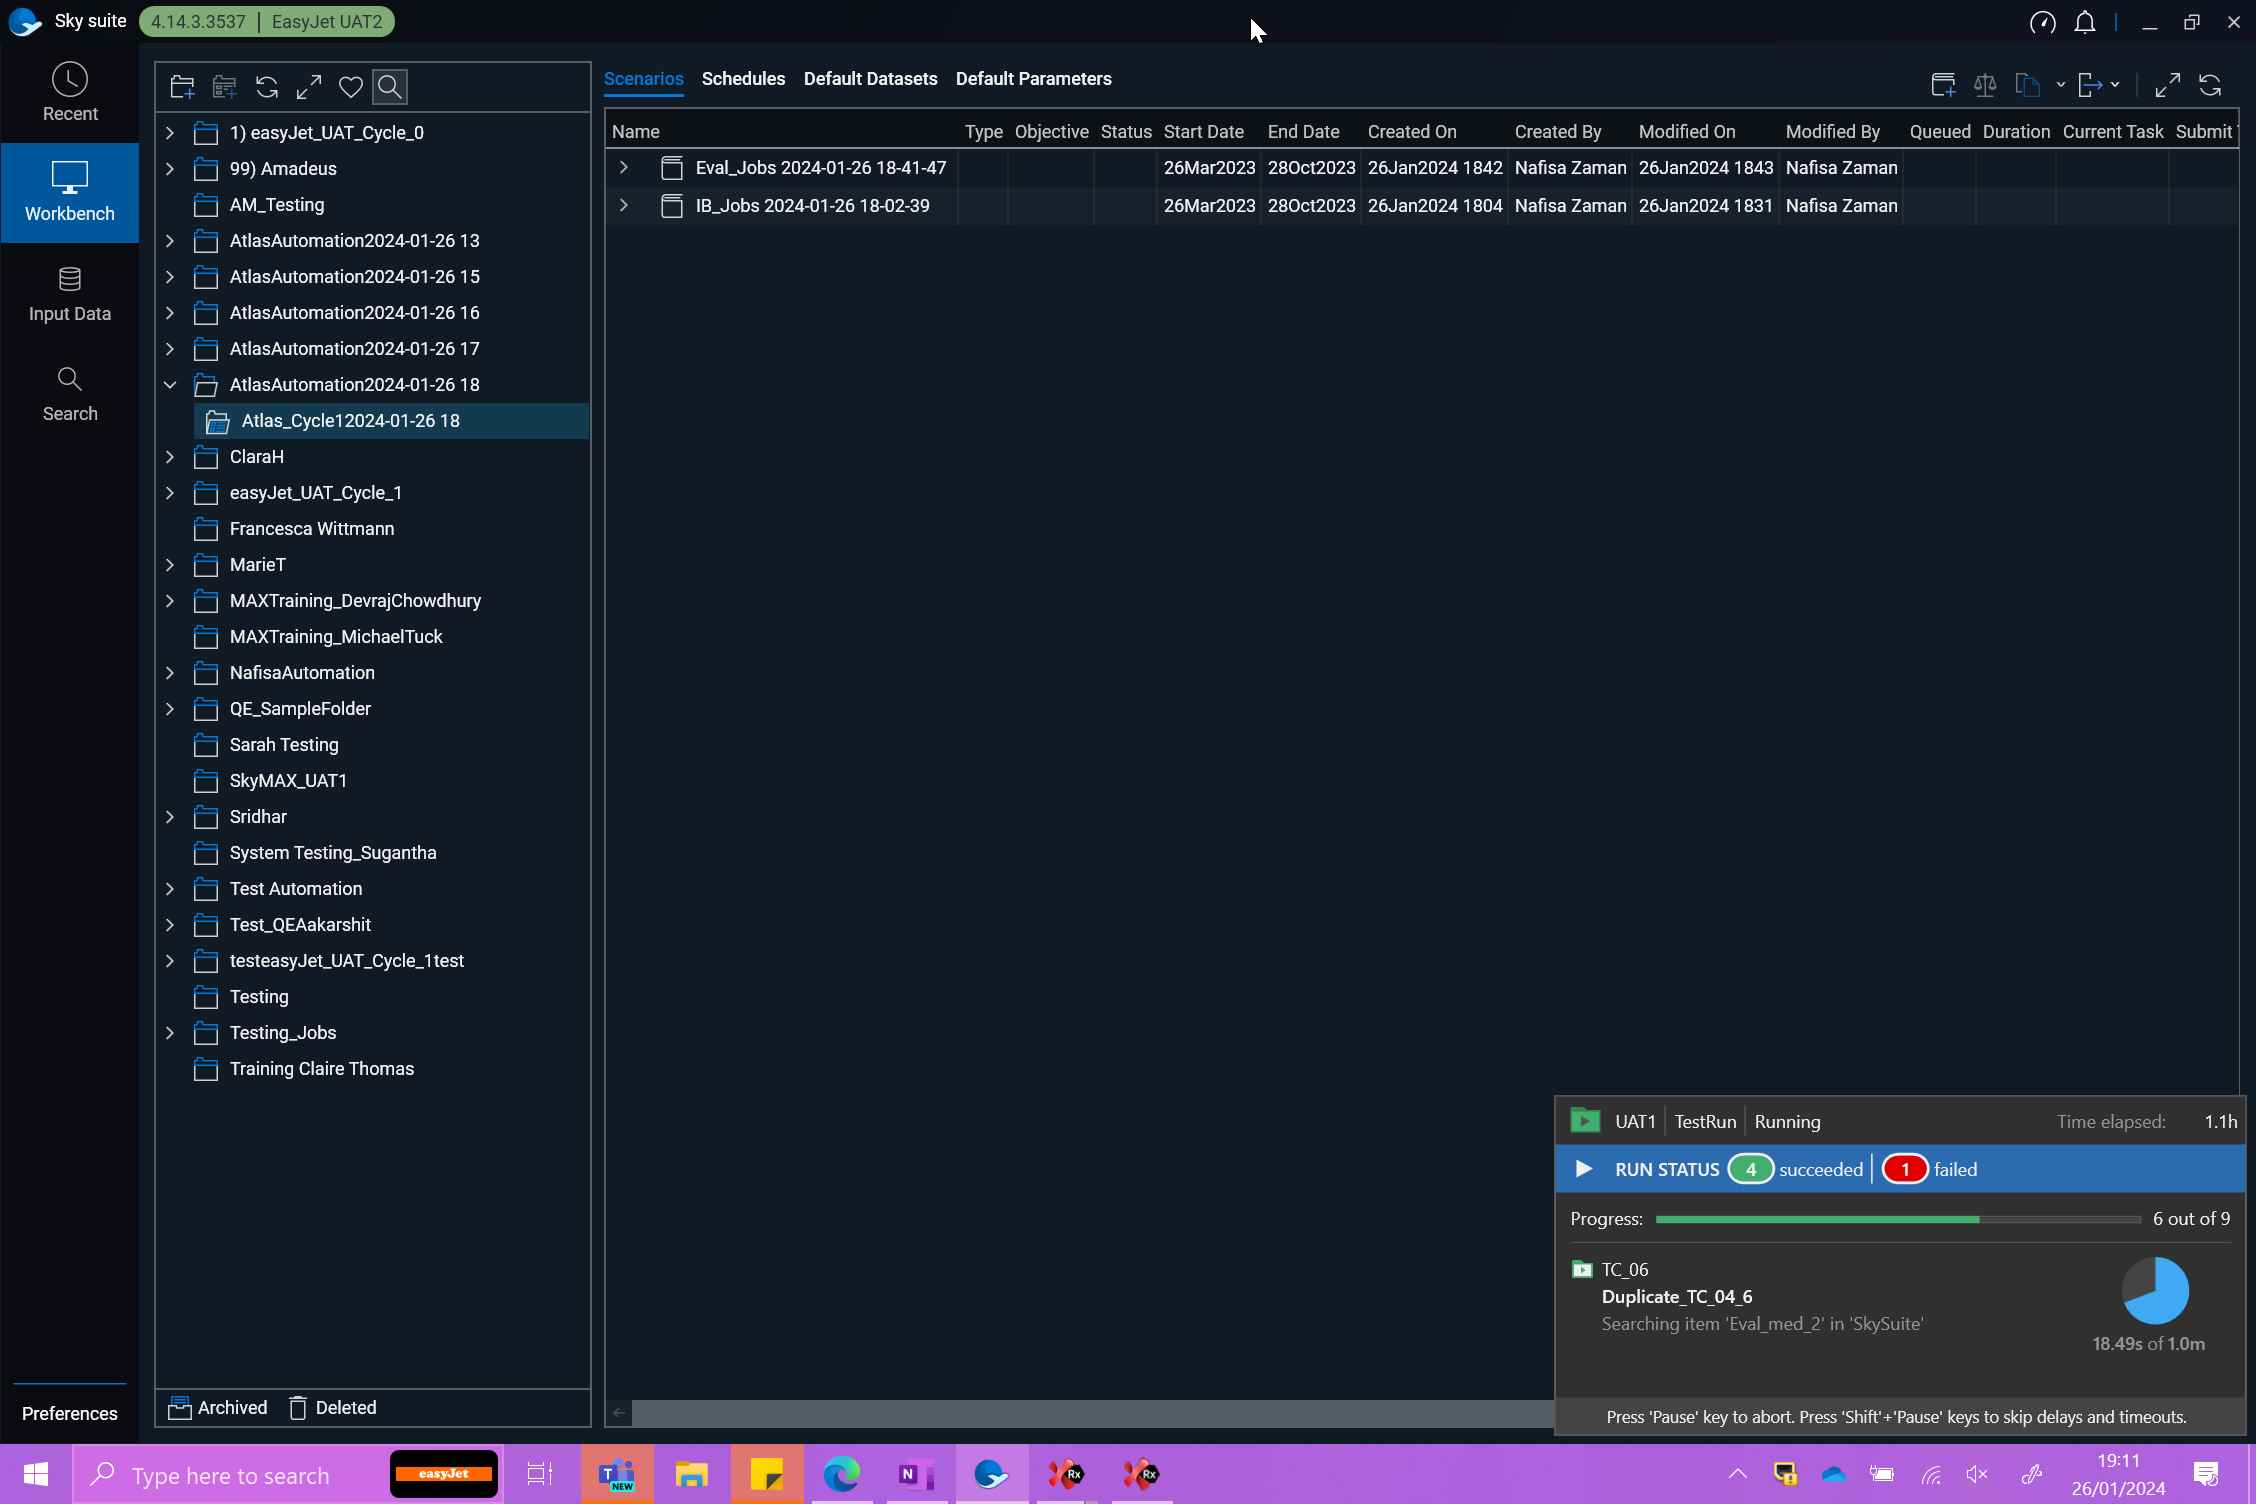 Sky suite 4.14.3.3537 | EasyJet UAT2
Recent
Workbench
Input Data
Search
Preferences
1) easyJet_UAT_Cycle_0
99) Amadeus
AM_Testing
AtlasAutomation2024-01-26 13
AtlasAutomation2024-01-26 15
AtlasAutomation2024-01-26 16
AtlasAutomation2024-01-26 17
AtlasAutomation2024-01-26 18
Atlas_Cycle12024-01-26 18
ClaraH
easyJet_UAT_Cycle_1
Francesca Wittmann
MarieT
MAXTraining_DevrajChowdhury
MAXTraining_MichaelTuck
NafisaAutomation
QE_SampleFolder
Sarah Testing
SkyMAX_UAT1
Sridhar
System Testing_Sugantha
Test Automation
Test_QEAakarshit
testeasyJet_UAT_Cycle_1test
Testing
Testing_Jobs
Training Claire Thomas
Archived Deleted
Scenarios Schedules Default Datasets Default Parameters
Name Type Objective Status Start Date End Date Created On Created By Modified On Modified By Queued Duration Current Task Submit
Eval_Jobs 2024-01-26 18-41-47 26Mar2023 28Oct2023 26Jan2024 1842 Nafisa Zaman 26Jan2024 1843 Nafisa Zaman
IB_Jobs 2024-01-26 18-02-39 26Mar2023 28Oct2023 26Jan2024 1804 Nafisa Zaman 26Jan2024 1831 Nafisa Zaman
UAT1 | TestRun | Running Time elapsed: 1.1h
RUN STATUS 4 succeeded | 1 failed
Progress: 6 out of 9
TC_06
Duplicate_TC_04_6
Searching item 'Eval_med_2' in 'SkySuite'
18.49s of 1.0m
Press 'Pause' key to abort. Press 'Shift'+'Pause' keys to skip delays and timeouts.
Type here to search
easyJet
T
NEW
N
Rx
Rx
19:11
26/01/2024